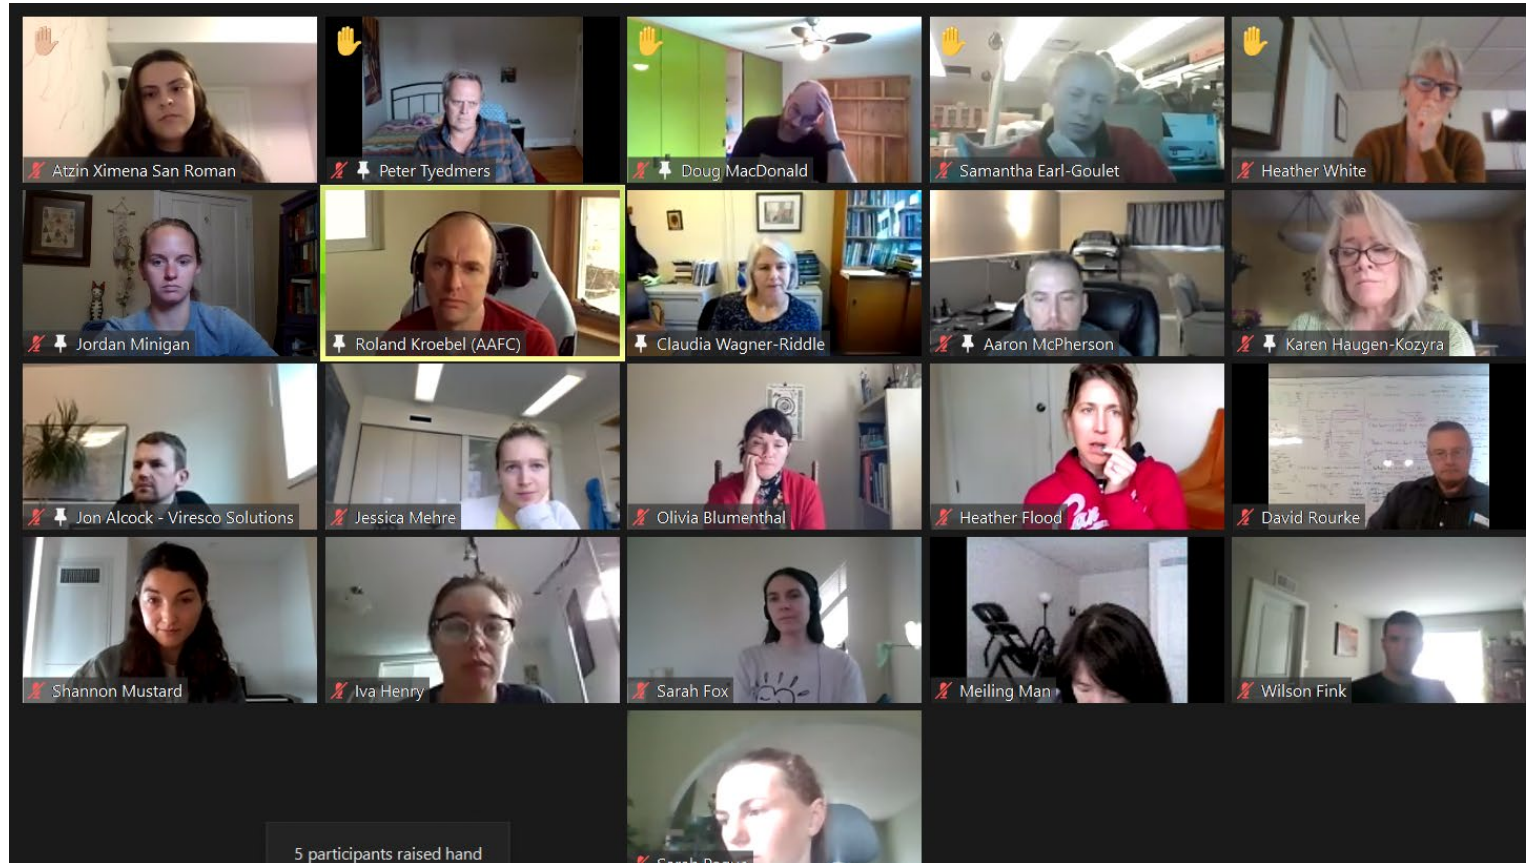 Atzin Ximena San Roman
Peter Tyedmers
Doug MacDonald
Samantha Earl-Goulet
Heather White
Jordan Minigan
Roland Kroebel (AAFC)
Claudia Wagner-Riddle
Aaron McPherson
Karen Haugen-Kozyra
Jon Alcock - Viresco Solutions
Jessica Mehre
Olivia Blumenthal
Heather Flood
David Rourke
Shannon Mustard
Iva Henry
Sarah Fox
Meiling Man
Wilson Fink
Sarah
5 participants raised hand